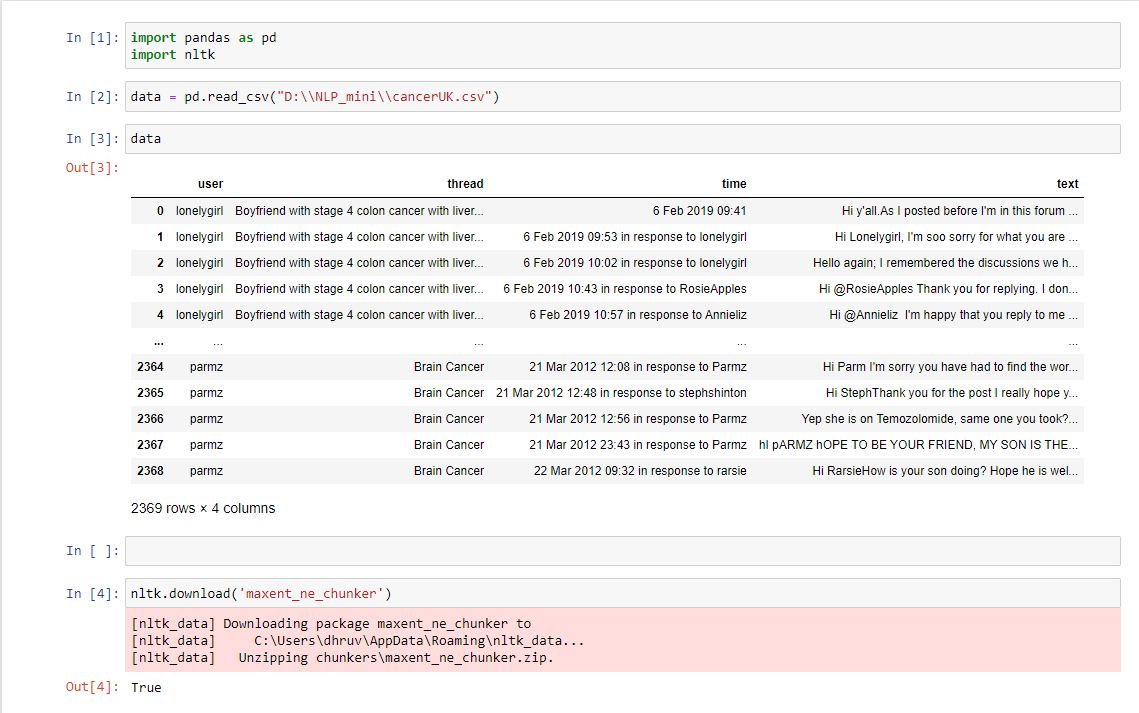 In [1]: import pandas as pd
import nltk
In [2]: data = pd.read_csv("D:\\NLP_mini\\cancerUK.csv")
In [3]: data
Out[3]:
user thread time text
0 lonelygirl Boyfriend with stage 4 colon cancer with liver... 6 Feb 2019 09:41 Hi y'all.As I posted before I'm in this forum ...
1 lonelygirl Boyfriend with stage 4 colon cancer with liver... 6 Feb 2019 09:53 in response to lonelygirl Hi Lonelygirl, I'm soo sorry for what you are ...
2 lonelygirl Boyfriend with stage 4 colon cancer with liver... 6 Feb 2019 10:02 in response to lonelygirl Hello again; I remembered the discussions we h...
3 lonelygirl Boyfriend with stage 4 colon cancer with liver... 6 Feb 2019 10:43 in response to RosieApples Hi @RosieApples Thank you for replying. I don...
4 lonelygirl Boyfriend with stage 4 colon cancer with liver... 6 Feb 2019 10:57 in response to Annieliz Hi @Annieliz I'm happy that you reply to me ...
... ... ... ... ...
2364 parmz Brain Cancer 21 Mar 2012 12:08 in response to Parmz Hi Parm I'm sorry you have had to find the wor...
2365 parmz Brain Cancer 21 Mar 2012 12:48 in response to stephshinton Hi StephThank you for the post I really hope y...
2366 parmz Brain Cancer 21 Mar 2012 12:56 in response to Parmz Yep she is on Temozolomide, same one you took?...
2367 parmz Brain Cancer 21 Mar 2012 23:43 in response to Parmz hI pARMZ hOPE TO BE YOUR FRIEND, MY SON IS THE...
2368 parmz Brain Cancer 22 Mar 2012 09:32 in response to rarsie Hi RarsieHow is your son doing? Hope he is wel...
2369 rows × 4 columns
In [ ]:
In [4]: nltk.download('maxent_ne_chunker')
[nltk_data] Downloading package maxent_ne_chunker to
[nltk_data]     C:\Users\dhruv\AppData\Roaming\nltk_data...
[nltk_data]   Unzipping chunkers\maxent_ne_chunker.zip.
Out[4]: True